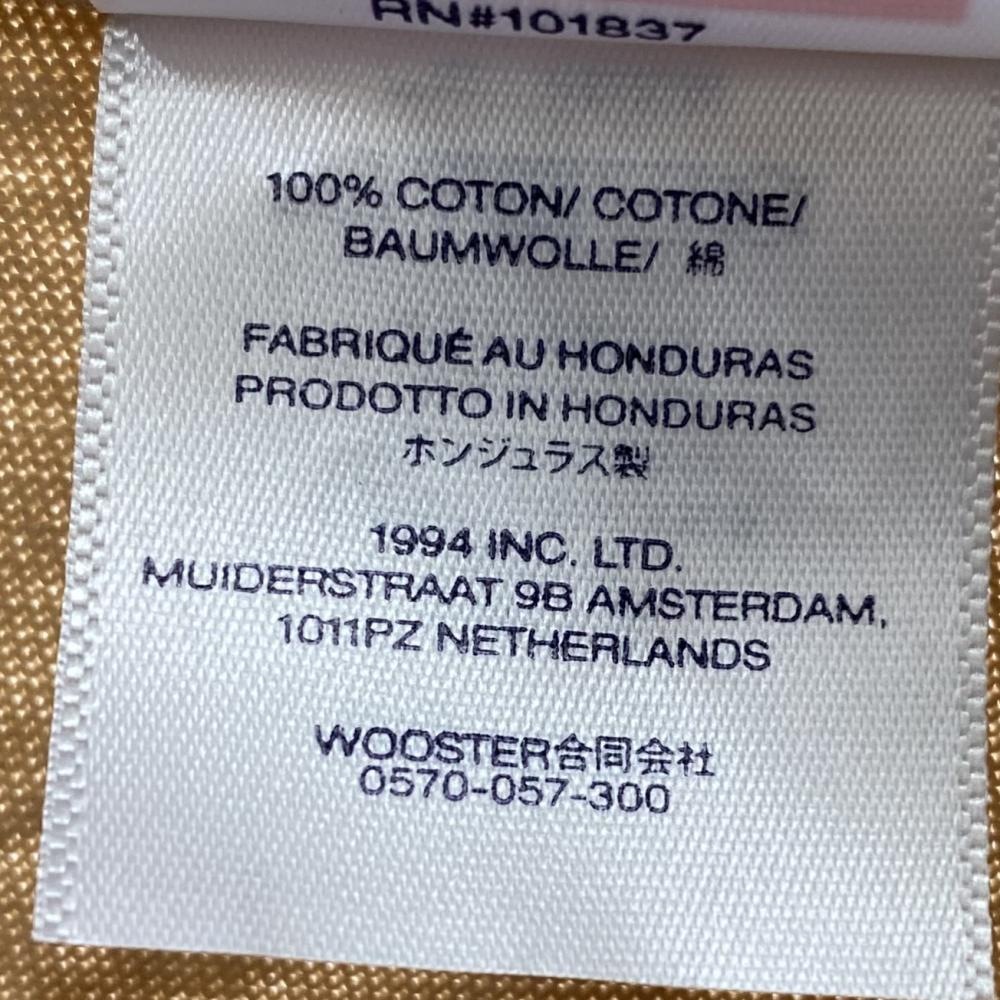 RN#101837
100% COTON/ COTONE/
BAUMWOLLE/ 綿
FABRIQUÉ AU HONDURAS
PRODOTTO IN HONDURAS
ホンジュラス製
1994 INC. LTD.
MUIDERSTRAAT 9B AMSTERDAM,
1011PZ NETHERLANDS
WOOSTER合同会社
0570-057-300